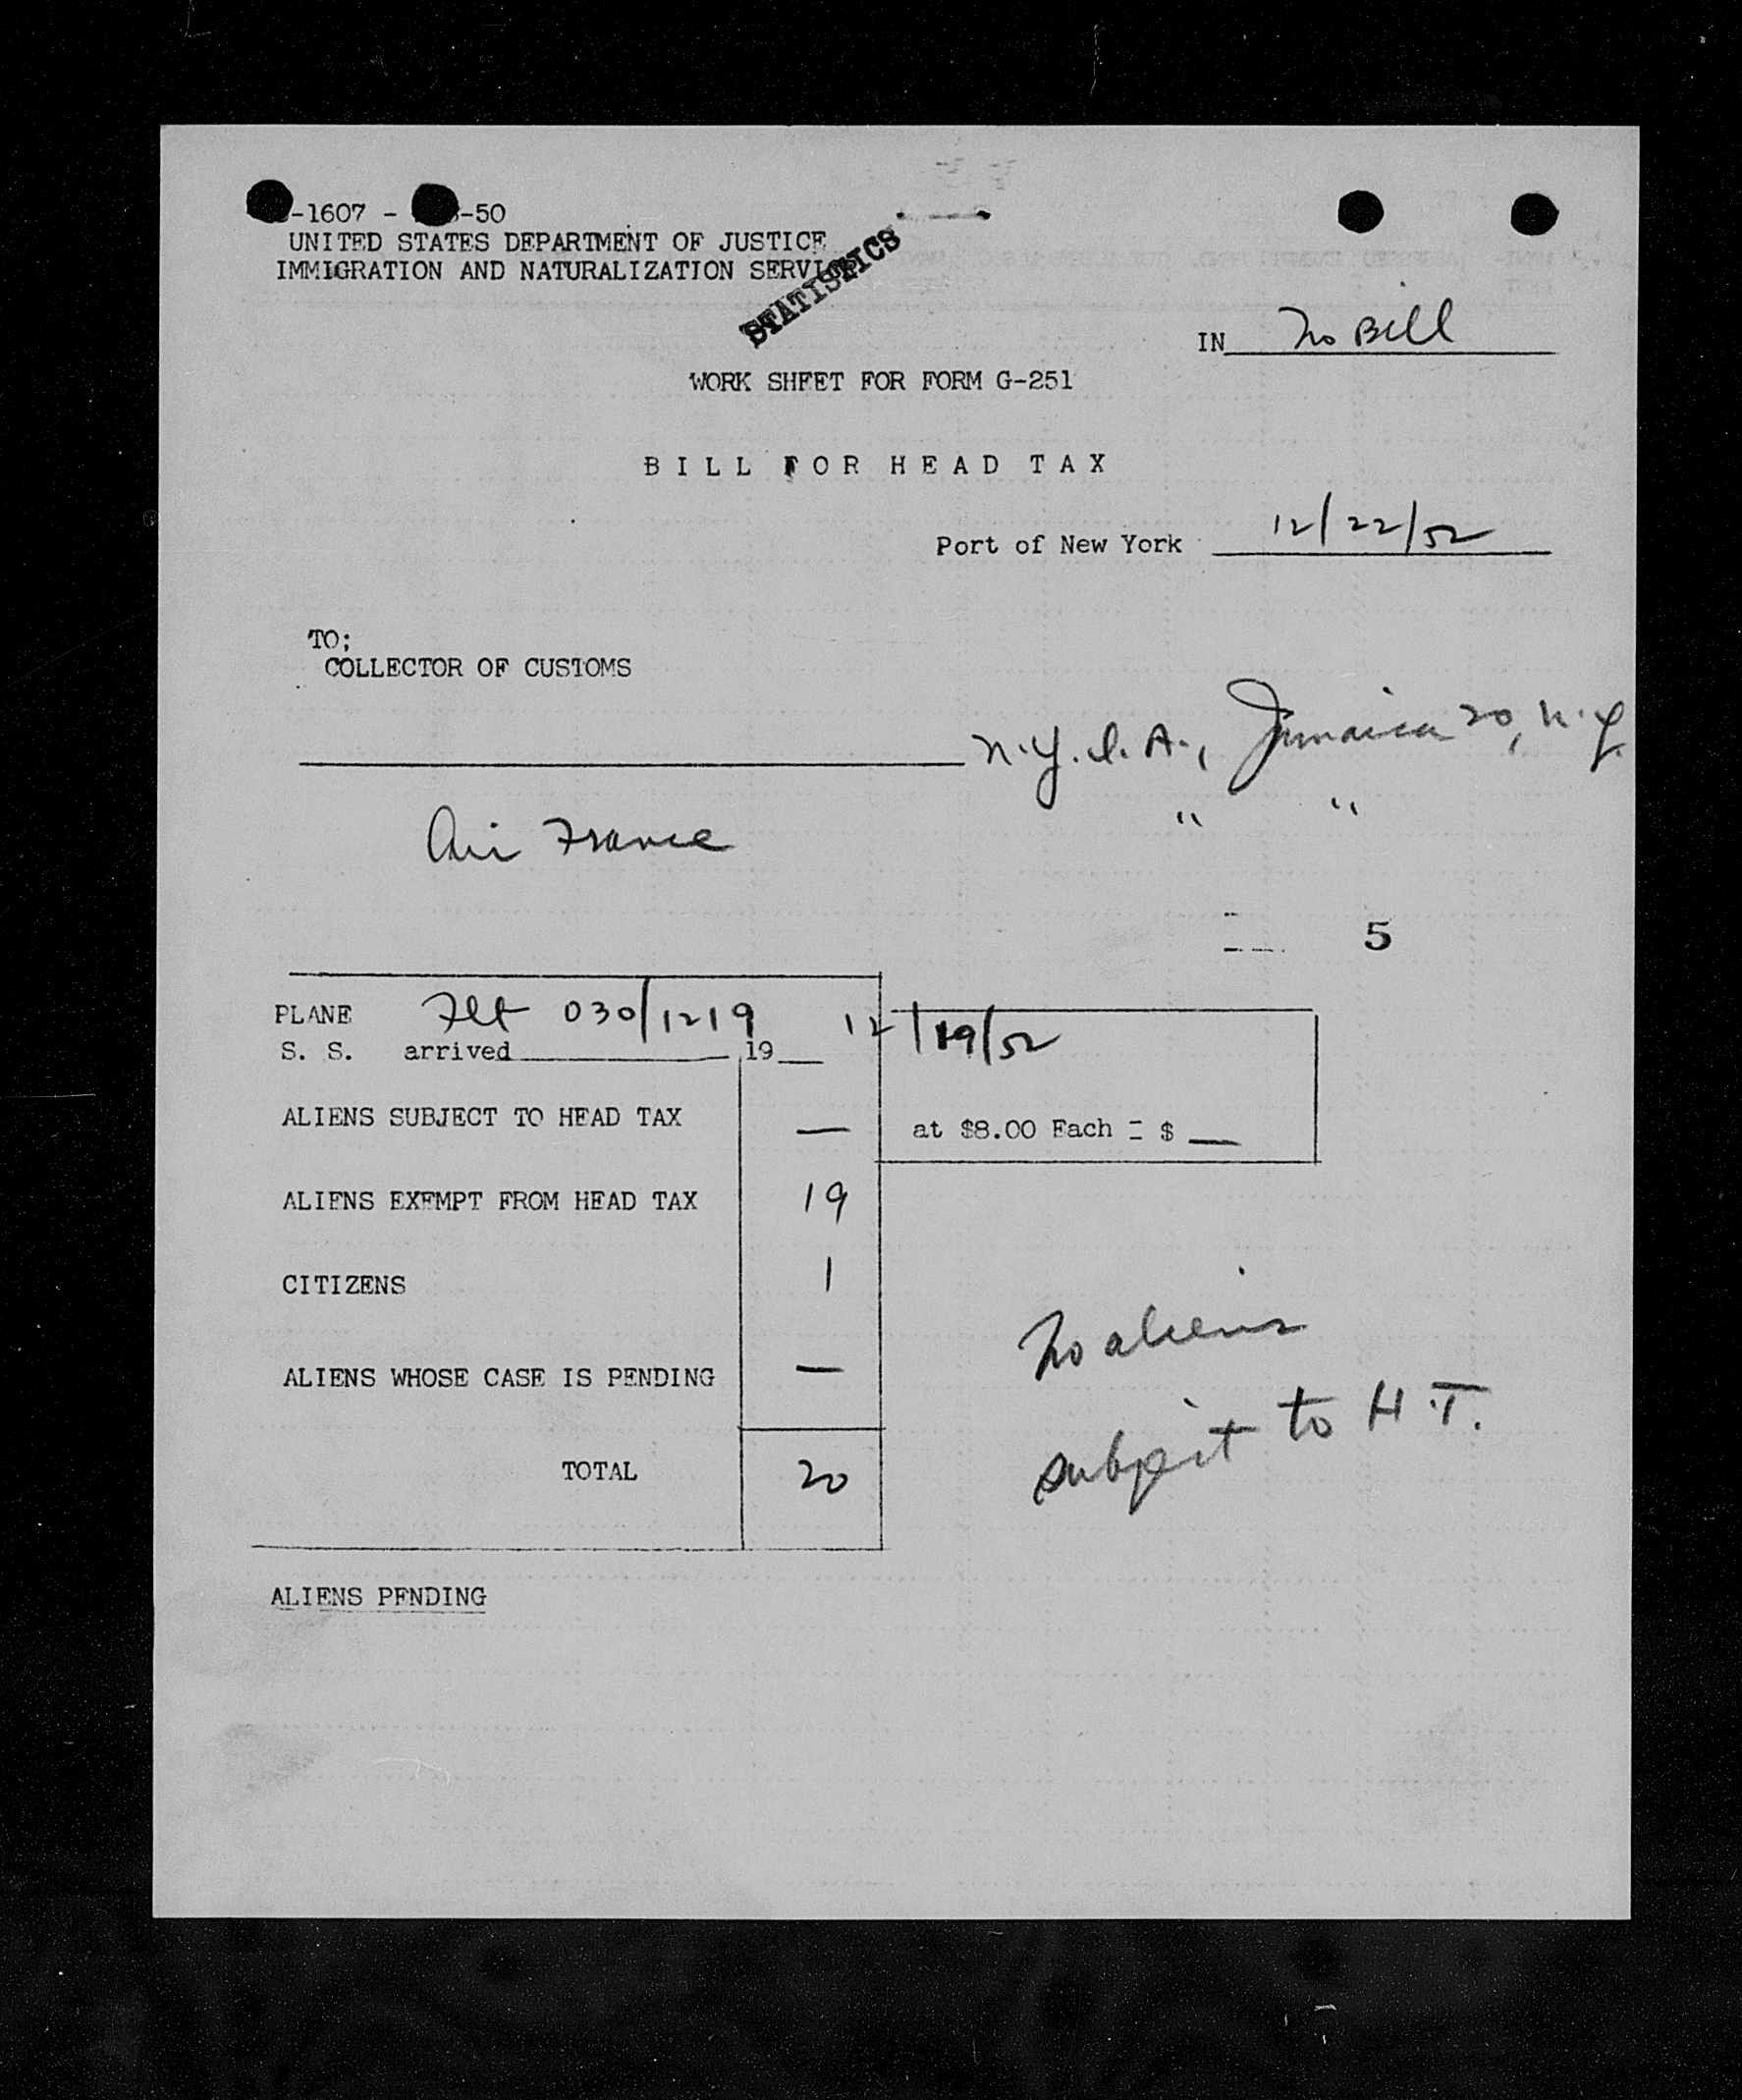 -1607 - -50
UNITED STATES DEPARTMENT OF JUSTICE
IMMIGRATION AND NATURALIZATION SERVICE
STATISTICS
IN No Bill
WORK SHEET FOR FORM G-251
BILL FOR HEAD TAX
Port of New York 12/22/52
TO;
COLLECTOR OF CUSTOMS
N.Y.I.A., Jamaica 20, N.Y.
Air France " "
5
PLANE Flt 030/1219 12/19/52
S. S. arrived 19
ALIENS SUBJECT TO HEAD TAX — at $8.00 Each = $ —
ALIENS EXEMPT FROM HEAD TAX 19
CITIZENS 1
No aliens
ALIENS WHOSE CASE IS PENDING —
subject to H.T.
TOTAL 20
ALIENS PENDING